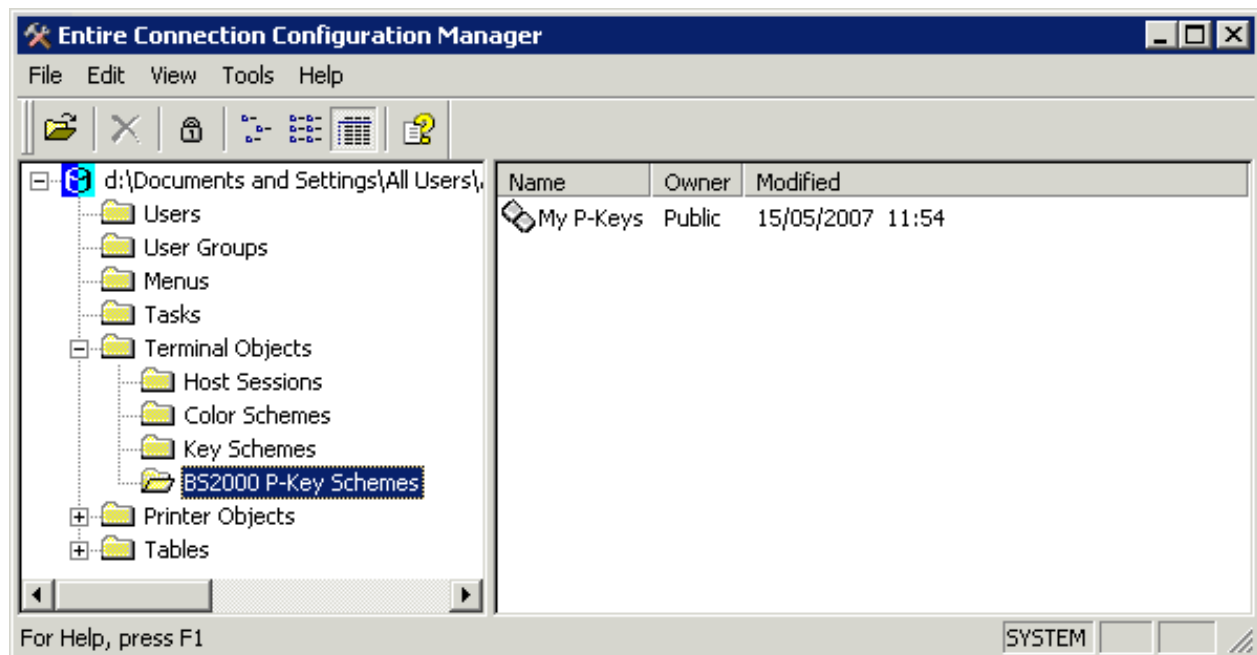 Entire Connection Configuration Manager
File Edit View Tools Help
d:\Documents and Settings\All Users\
Users
User Groups
Menus
Tasks
Terminal Objects
Host Sessions
Color Schemes
Key Schemes
BS2000 P-Key Schemes
Printer Objects
Tables
Name Owner Modified
My P-Keys Public 15/05/2007 11:54
For Help, press F1
SYSTEM